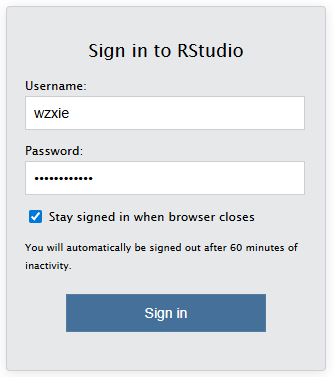 Sign in to RStudio
Username:
wzxie
Password:
••••••••••••
Stay signed in when browser closes
You will automatically be signed out after 60 minutes of
inactivity.
Sign in